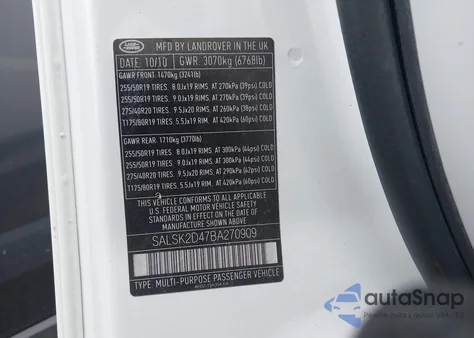 LAND ROVER
MFD BY LANDROVER IN THE UK
DATE: 10/10 GWR: 3070kg (6768lb)
GAWR FRONT: 1470kg (3241lb)
255/50R19 TIRES. 8.0Jx19 RIMS. AT 270kPa (39psi) COLD
255/50R19 TIRES. 9.0Jx19 RIMS. AT 270kPa (39psi) COLD
275/40R20 TIRES. 9.5Jx20 RIMS. AT 260kPa (38psi) COLD
T175/80R19 TIRES. 5.5Jx19 RIM. AT 420kPa (60psi) COLD
GAWR REAR: 1710kg (3770lb)
255/50R19 TIRES. 8.0Jx19 RIMS. AT 300kPa (44psi) COLD
255/50R19 TIRES. 9.0Jx19 RIMS. AT 300kPa (44psi) COLD
275/40R20 TIRES. 9.5Jx20 RIMS. AT 290kPa (42psi) COLD
T175/80R19 TIRES. 5.5Jx19 RIM. AT 420kPa (60psi) COLD
THIS VEHICLE CONFORMS TO ALL APPLICABLE
U.S. FEDERAL MOTOR VEHICLE SAFETY
STANDARDS IN EFFECT ON THE DATE OF
MANUFACTURE SHOWN ABOVE
SALSK2D47BA270909
TYPE: MULTI-PURPOSE PASSENGER VEHICLE
autoSnap